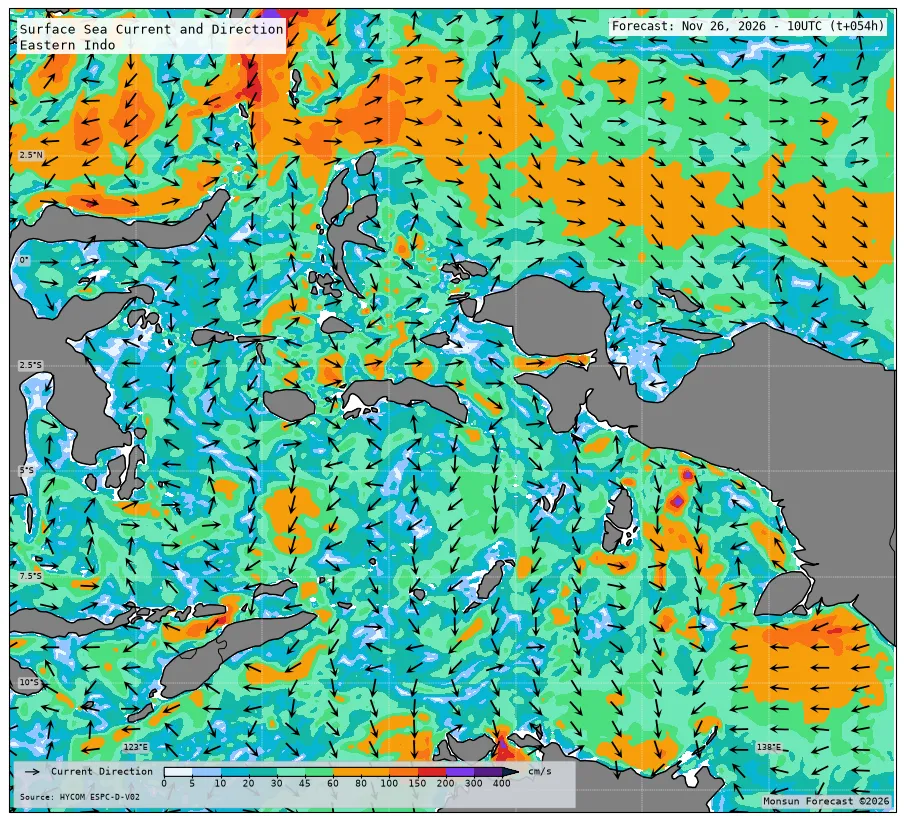 Surface Sea Current and Direction
Eastern Indo
Forecast: Nov 26, 2026 - 10UTC (t+054h)
2.5°N
0°
2.5°S
5°S
7.5°S
10°S
123°E
138°E
Current Direction
0 5 10 20 30 45 60 80 100 150 200 300 400
cm/s
Source: HYCOM ESPC-D-V02
Monsun Forecast ©2026